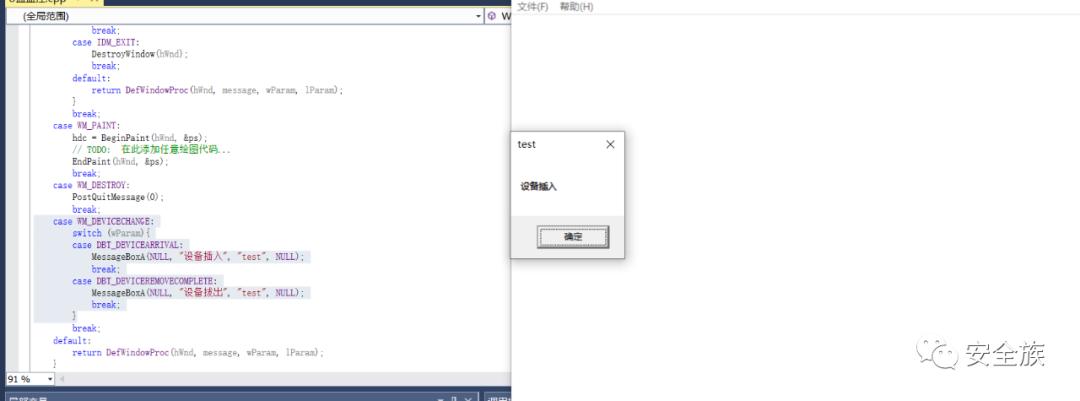 (全局范围)
break;
case IDM_EXIT:
DestroyWindow(hWnd);
break;
default:
return DefWindowProc(hWnd, message, wParam, lParam);
}
break;
case WM_PAINT:
hdc = BeginPaint(hWnd, &ps);
// TODO: 在此添加任意绘图代码...
EndPaint(hWnd, &ps);
break;
case WM_DESTROY:
PostQuitMessage(0);
break;
case WM_DEVICECHANGE:
switch (wParam){
case DBT_DEVICEARRIVAL:
MessageBoxA(NULL, "设备插入", "test", NULL);
break;
case DBT_DEVICEREMOVECOMPLETE:
MessageBoxA(NULL, "设备拔出", "test", NULL);
break;
}
break;
default:
return DefWindowProc(hWnd, message, wParam, lParam);
}
91 %
文件(F) 帮助(H)
test
设备插入
确定
安全族